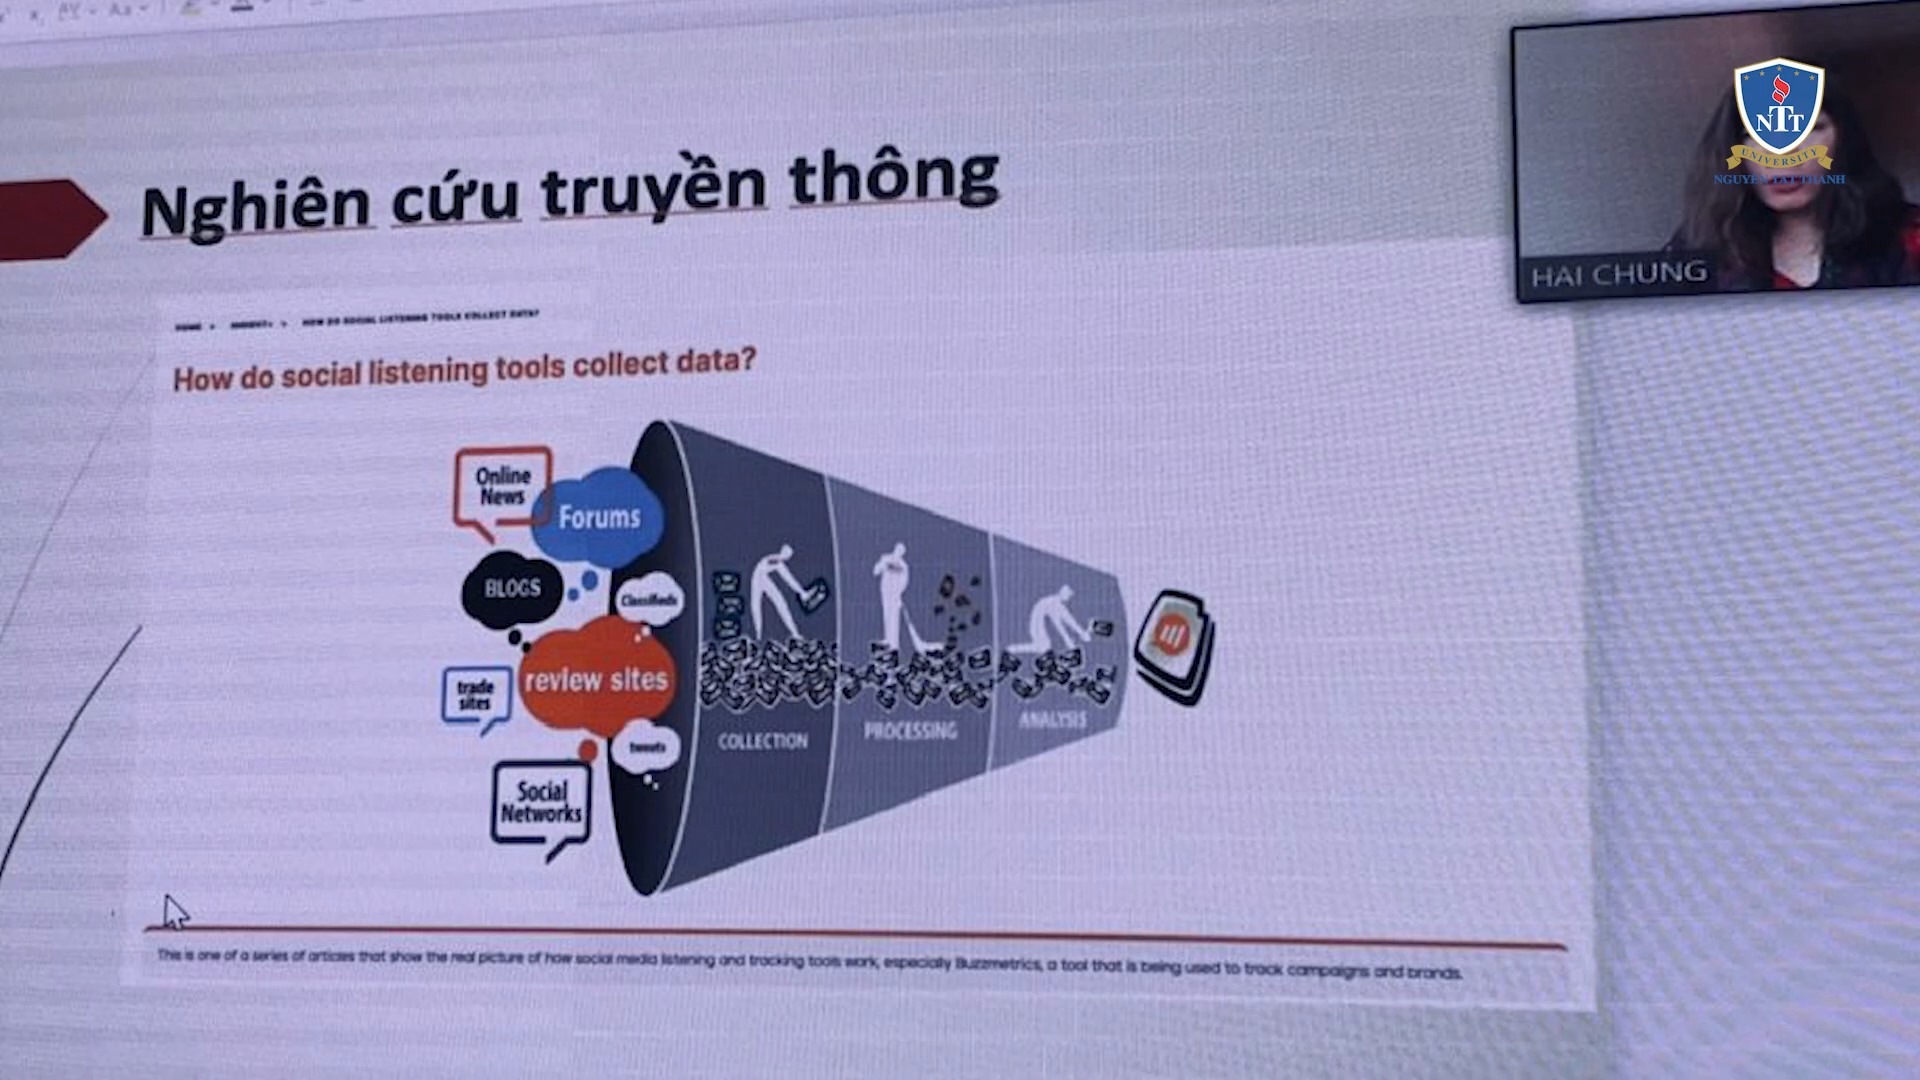 Nghiên cứu truyền thông
NTT
UNIVERSITY
NGUYEN TAT THANH
HAI CHUNG
HOME > INSIGHTS > HOW DO SOCIAL LISTENING TOOLS COLLECT DATA?
How do social listening tools collect data?
Online
News
Forums
BLOGS
Classifieds
review sites
trade
sites
tweets
Social
Networks
COLLECTION
PROCESSING
ANALYSIS
This is one of a series of articles that show the real picture of how social media listening and tracking tools work, especially Buzzmetrics, a tool that is being used to track campaigns and brands.